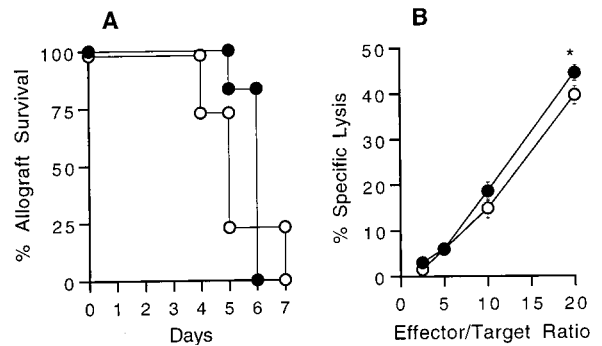 A
% Allograft Survival
100
75
50
25
0
0 1 2 3 4 5 6 7
Days
B
% Specific Lysis
50
40
30
20
10
0
*
0 5 10 15 20
Effector/Target Ratio